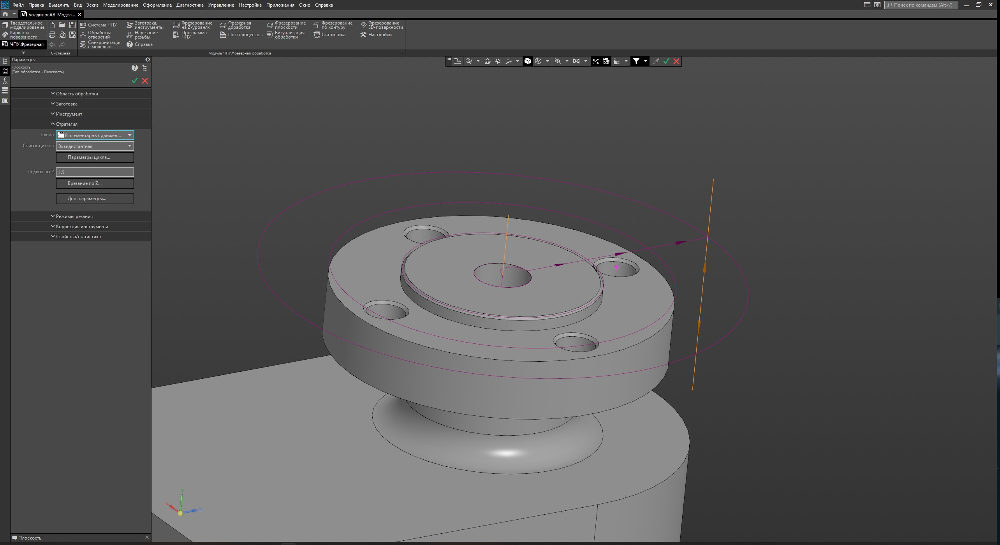 Файл Правка Выделить Вид Эскиз Моделирование Оформление Диагностика Управление Настройка Приложения Окно Справка
Поиск по командам (Alt+/)
БолдиновАВ_Модел...
Твердотельное моделирование
Каркас и поверхности
ЧПУ.Фрезерная
Системная
Система ЧПУ
Обработка отверстий
Синхронизация с моделью
Заготовка, инструменты
Нарезание резьбы
Справка
Фрезерование на Z-уровнях
Программа ЧПУ
Фрезерная доработка
Постпроцессо...
Фрезерование плоскости
Визуализация обработки
Фрезерование по контуру
Статистика
Фрезерование 3D-поверхности
Настройки
Модуль ЧПУ.Фрезерная обработка
Параметры
Плоскость
(Тип обработки - Плоскость)
Область обработки
Заготовка
Инструмент
Стратегия
Схема: В элементарных движен...
Список циклов: Эквидистантная
Параметры цикла...
Подвод по Z: 1.5
Врезание по Z...
Доп. параметры...
Режимы резания
Коррекция инструмента
Свойства/статистика
Y
X
Z
Плоскость